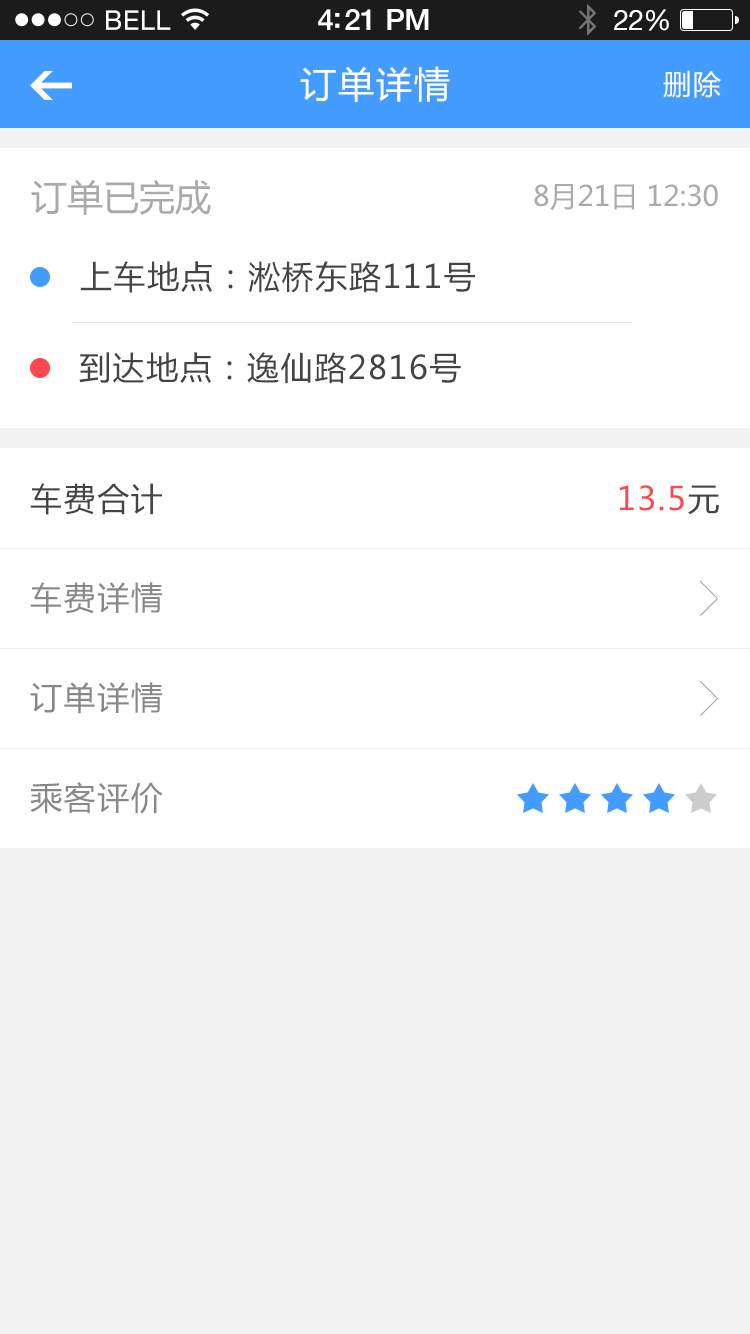 BELL 4:21 PM 22%
订单详情 删除
订单已完成 8月21日 12:30
上车地点：淞桥东路111号
到达地点：逸仙路2816号
车费合计 13.5元
车费详情
订单详情
乘客评价